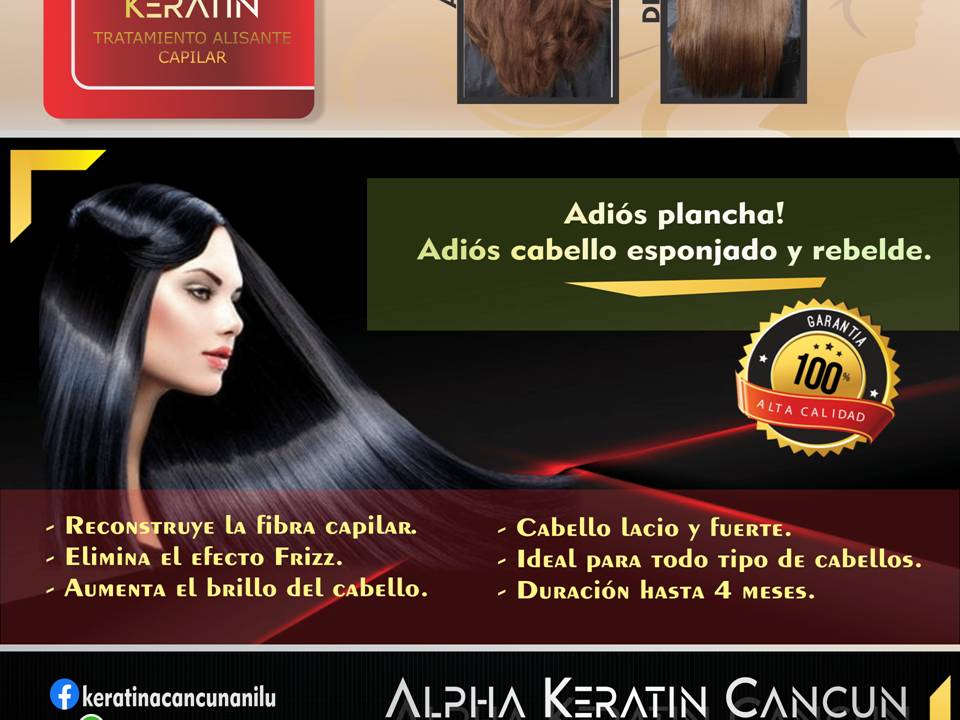 KERATIN
TRATAMIENTO ALISANTE
CAPILAR
Adiós plancha!
Adiós cabello esponjado y rebelde.
GARANTIA
100%
ALTA CALIDAD
- Reconstruye la fibra capilar.
- Elimina el efecto Frizz.
- Aumenta el brillo del cabello.
- Cabello lacio y fuerte.
- Ideal para todo tipo de cabellos.
- Duración hasta 4 meses.
keratinacancunanilu
Alpha Keratin Cancun